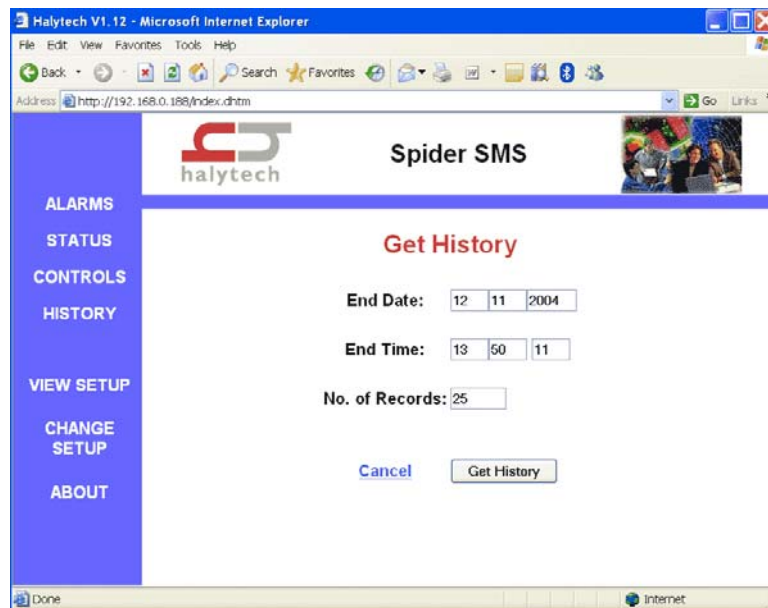 Halytech V1.12 - Microsoft Internet Explorer
File Edit View Favorites Tools Help
Back Search Favorites
Address http://192.168.0.188/index.dhtm Go Links
halytech
Spider SMS
ALARMS
STATUS
CONTROLS
HISTORY
VIEW SETUP
CHANGE
SETUP
ABOUT
Get History
End Date: 12 11 2004
End Time: 13 50 11
No. of Records: 25
Cancel Get History
Done Internet